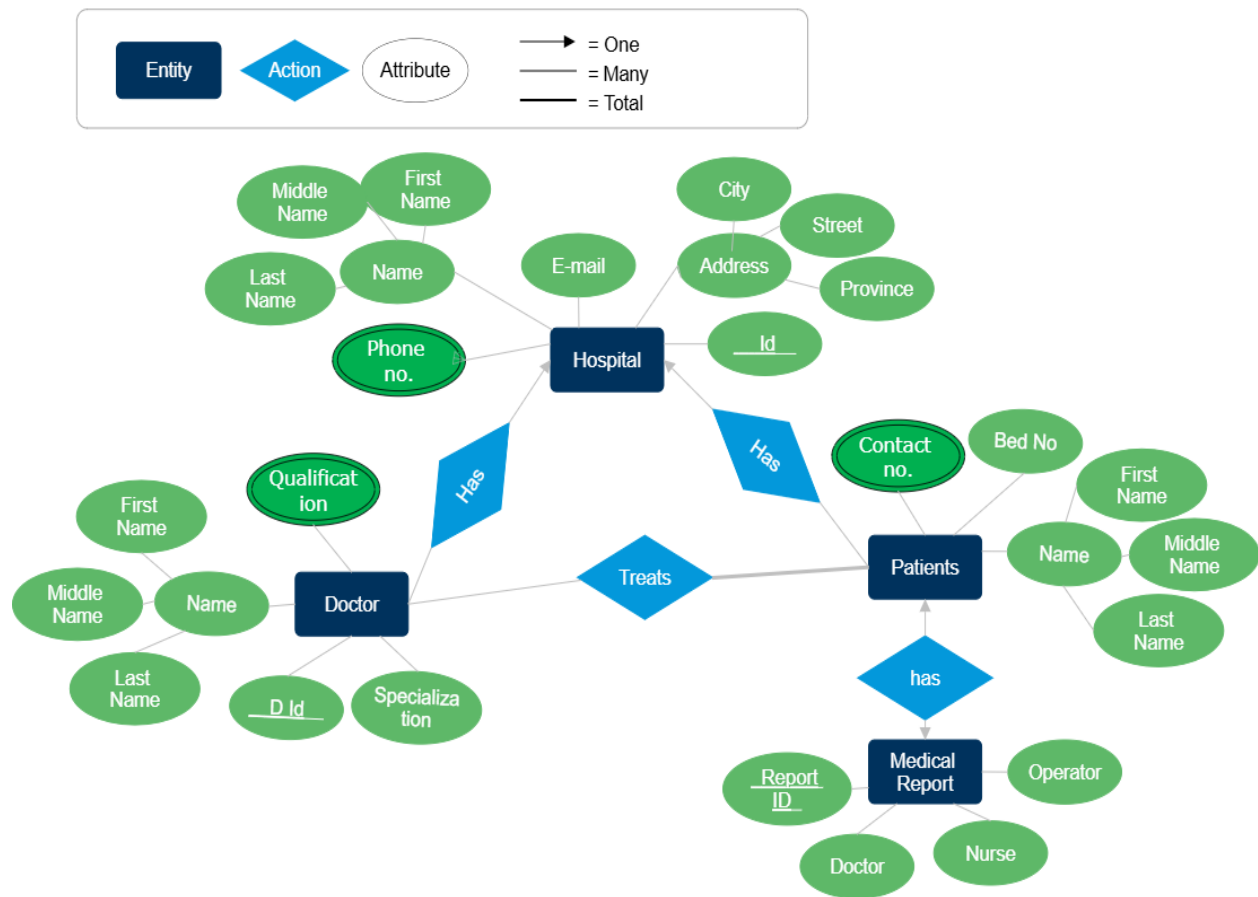 Entity
Action
Attribute
= One
= Many
= Total
Middle
Name
First
Name
Last
Name
Name
E-mail
City
Street
Address
Province
Phone
no.
Hospital
Id
Has
Has
Contact
no.
Bed No
First
Name
Name
Middle
Name
Last
Name
Patients
Qualificat
ion
First
Name
Middle
Name
Name
Last
Name
Doctor
Treats
D Id
Specializa
tion
has
Medical
Report
Report
ID
Operator
Doctor
Nurse